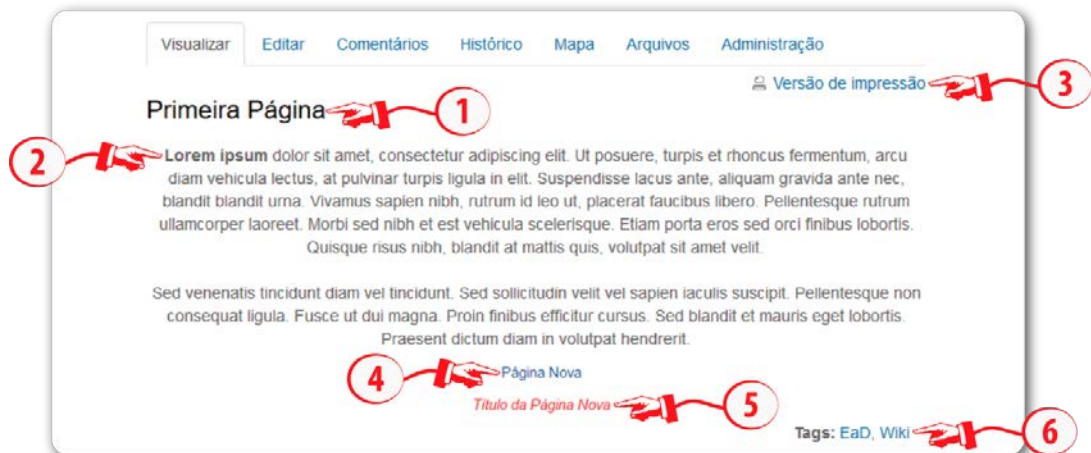 Visualizar Editar Comentários Histórico Mapa Arquivos Administração
Versão de impressão
3
Primeira Página
1
2
Lorem ipsum dolor sit amet, consectetur adipiscing elit. Ut posuere, turpis et rhoncus fermentum, arcu
diam vehicula lectus, at pulvinar turpis ligula in elit. Suspendisse lacus ante, aliquam gravida ante nec,
blandit blandit urna. Vivamus sapien nibh, rutrum id leo ut, placerat faucibus libero. Pellentesque rutrum
ullamcorper laoreet. Morbi sed nibh et est vehicula scelerisque. Etiam porta eros sed orci finibus lobortis.
Quisque risus nibh, blandit at mattis quis, volutpat sit amet velit.
Sed venenatis tincidunt diam vel tincidunt. Sed sollicitudin velit vel sapien iaculis suscipit. Pellentesque non
consequat ligula. Fusce ut dui magna. Proin finibus efficitur cursus. Sed blandit et mauris eget lobortis.
Praesent dictum diam in volutpat hendrerit.
4
Página Nova
Título da Página Nova
5
Tags: EaD, Wiki
6